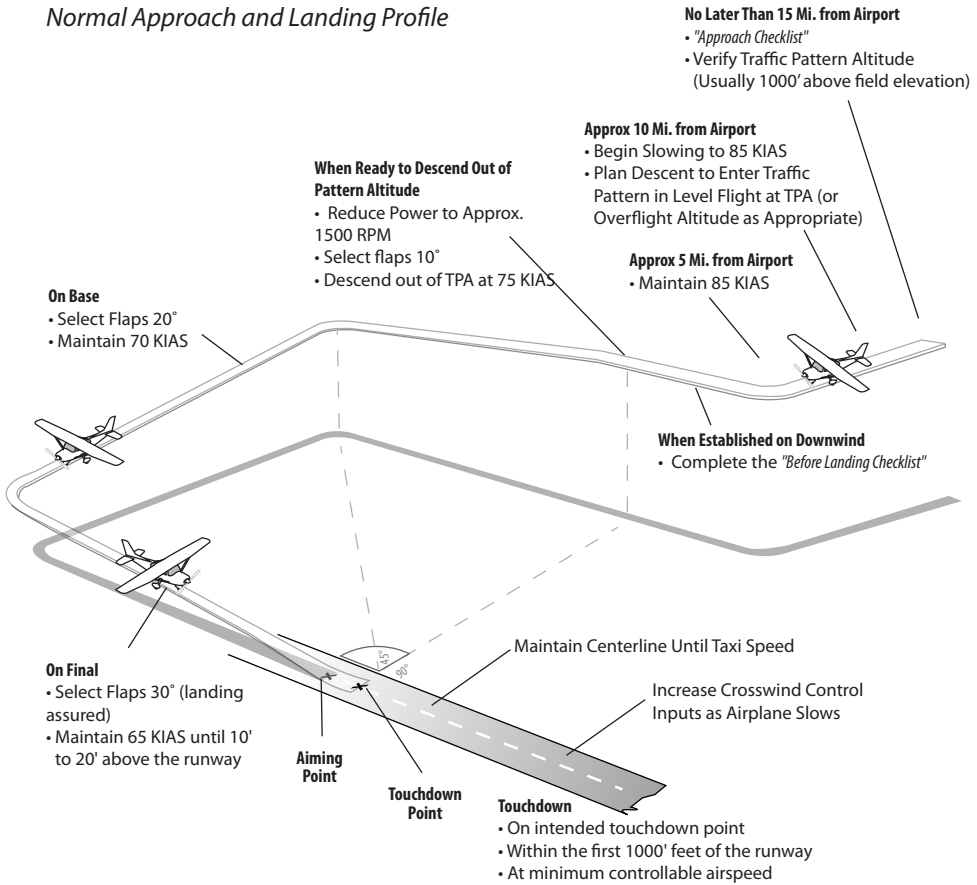 Normal Approach and Landing Profile
No Later Than 15 Mi. from Airport
• "Approach Checklist"
• Verify Traffic Pattern Altitude
(Usually 1000' above field elevation)
Approx 10 Mi. from Airport
• Begin Slowing to 85 KIAS
• Plan Descent to Enter Traffic
Pattern in Level Flight at TPA (or
Overflight Altitude as Appropriate)
When Ready to Descend Out of
Pattern Altitude
• Reduce Power to Approx.
1500 RPM
• Select flaps 10˚
• Descend out of TPA at 75 KIAS
Approx 5 Mi. from Airport
• Maintain 85 KIAS
On Base
• Select Flaps 20˚
• Maintain 70 KIAS
When Established on Downwind
• Complete the "Before Landing Checklist"
45°
90°
Maintain Centerline Until Taxi Speed
On Final
• Select Flaps 30˚ (landing
assured)
• Maintain 65 KIAS until 10'
to 20' above the runway
Increase Crosswind Control
Inputs as Airplane Slows
Aiming
Point
Touchdown
Point
Touchdown
• On intended touchdown point
• Within the first 1000' feet of the runway
• At minimum controllable airspeed